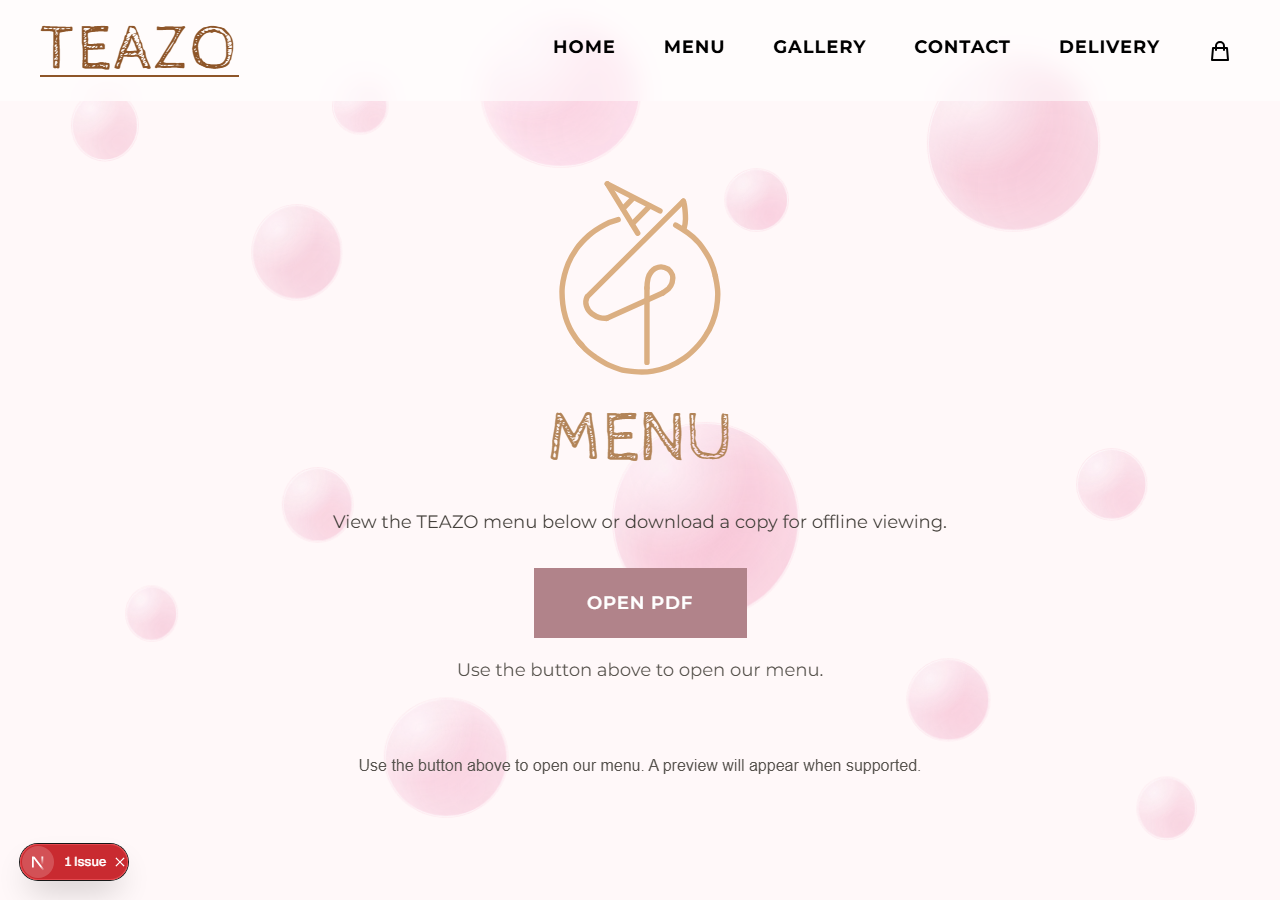 TEAZO
HOME MENU GALLERY CONTACT DELIVERY
MENU
View the TEAZO menu below or download a copy for offline viewing.
OPEN PDF
Use the button above to open our menu.
Use the button above to open our menu. A preview will appear when supported.
N 1 Issue